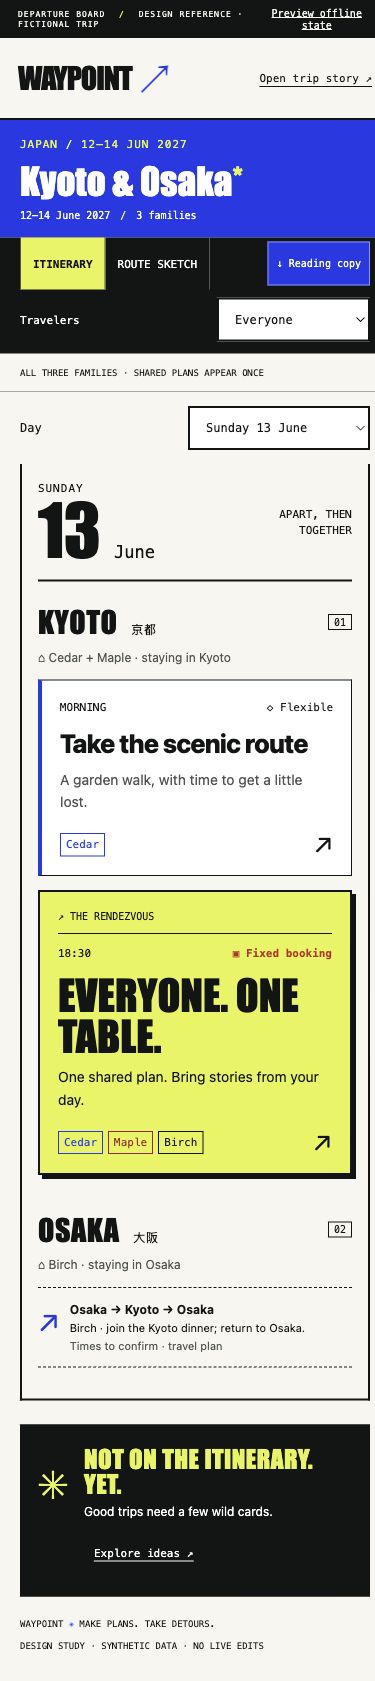 DEPARTURE BOARD / DESIGN REFERENCE ·
FICTIONAL TRIP
Preview offline
state
WAYPOINT
Open trip story ↗
JAPAN / 12–14 JUN 2027
Kyoto & Osaka*
12–14 June 2027 / 3 families
ITINERARY
ROUTE SKETCH
↓ Reading copy
Travelers
Everyone
ALL THREE FAMILIES · SHARED PLANS APPEAR ONCE
Day
Sunday 13 June
SUNDAY
13 June
APART, THEN
TOGETHER
KYOTO 京都
01
⌂ Cedar + Maple · staying in Kyoto
MORNING
◇ Flexible
Take the scenic route
A garden walk, with time to get a little
lost.
Cedar
↗ THE RENDEZVOUS
18:30
▣ Fixed booking
EVERYONE. ONE
TABLE.
One shared plan. Bring stories from your
day.
Cedar Maple Birch
OSAKA 大阪
02
⌂ Birch · staying in Osaka
Osaka → Kyoto → Osaka
Birch · join the Kyoto dinner; return to Osaka.
Times to confirm · travel plan
NOT ON THE ITINERARY.
YET.
Good trips need a few wild cards.
Explore ideas ↗
WAYPOINT ✳ MAKE PLANS. TAKE DETOURS.
DESIGN STUDY · SYNTHETIC DATA · NO LIVE EDITS